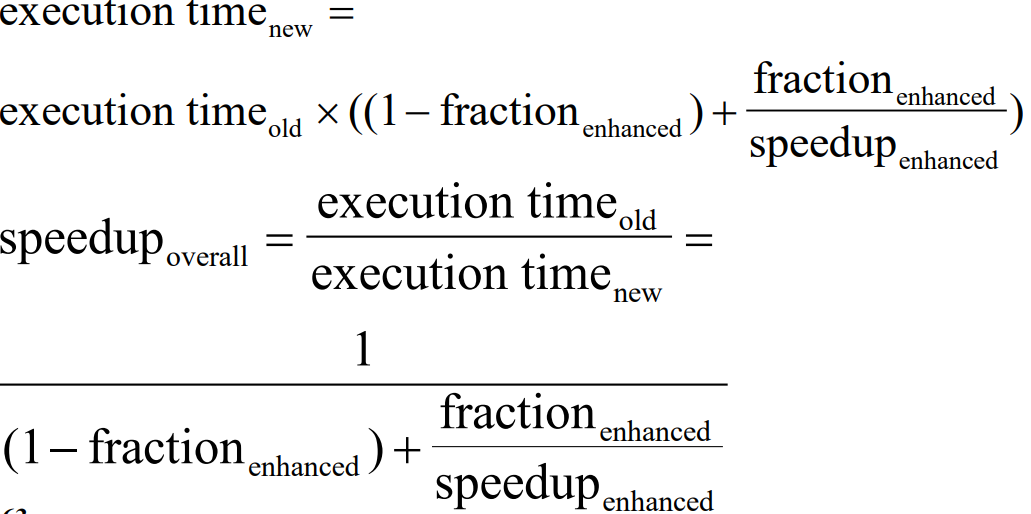 execution time_new =
execution time_old × ((1 − fraction_enhanced) + fraction_enhanced / speedup_enhanced)
speedup_overall = execution time_old / execution time_new =
1 / ((1 − fraction_enhanced) + fraction_enhanced / speedup_enhanced)